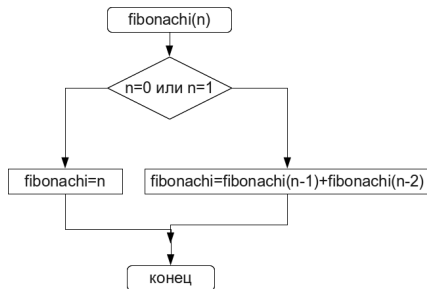 fibonachi(n)
n=0 или n=1
fibonachi=n
fibonachi=fibonachi(n-1)+fibonachi(n-2)
конец